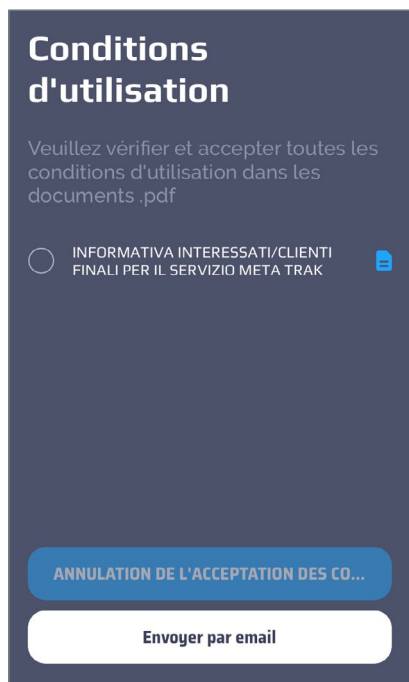 Conditions
d'utilisation
Veuillez vérifier et accepter toutes les
conditions d'utilisation dans les
documents .pdf
INFORMATIVA INTERESSATI/CLIENTI
FINALI PER IL SERVIZIO META TRAK
ANNULATION DE L'ACCEPTATION DES CO...
Envoyer par email